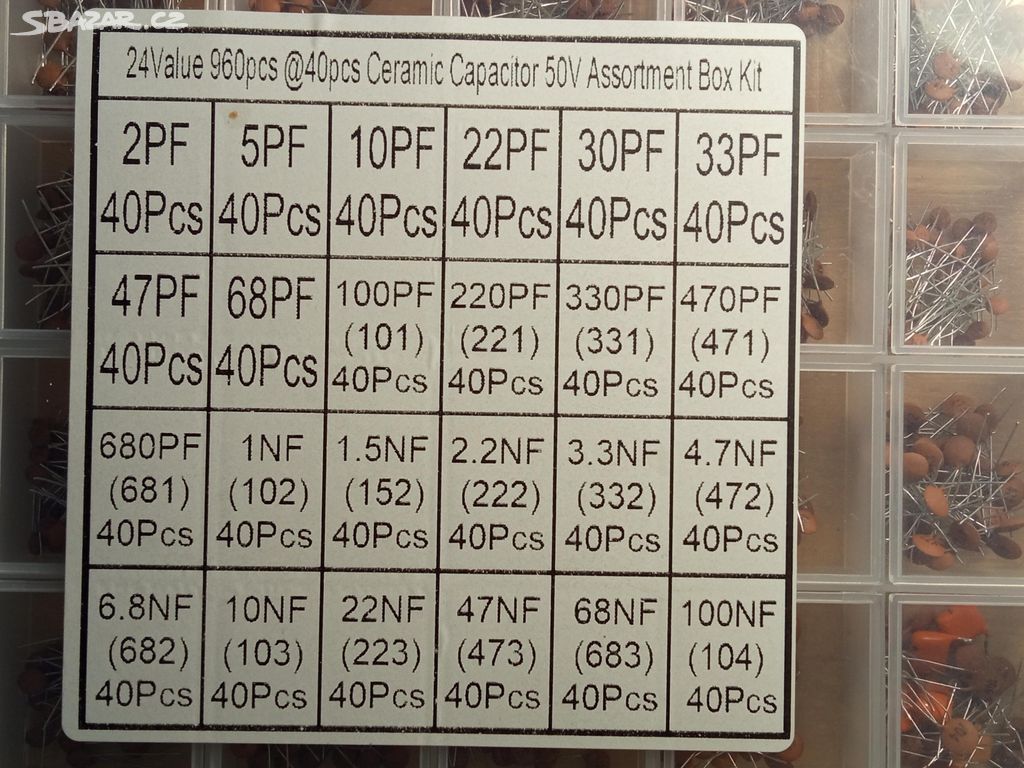 SBAZAR.CZ
24Value 960pcs @40pcs Ceramic Capacitor 50V Assortment Box Kit
2PF
40Pcs
5PF
40Pcs
10PF
40Pcs
22PF
40Pcs
30PF
40Pcs
33PF
40Pcs
47PF
40Pcs
68PF
40Pcs
100PF
(101)
40Pcs
220PF
(221)
40Pcs
330PF
(331)
40Pcs
470PF
(471)
40Pcs
680PF
(681)
40Pcs
1NF
(102)
40Pcs
1.5NF
(152)
40Pcs
2.2NF
(222)
40Pcs
3.3NF
(332)
40Pcs
4.7NF
(472)
40Pcs
6.8NF
(682)
40Pcs
10NF
(103)
40Pcs
22NF
(223)
40Pcs
47NF
(473)
40Pcs
68NF
(683)
40Pcs
100NF
(104)
40Pcs